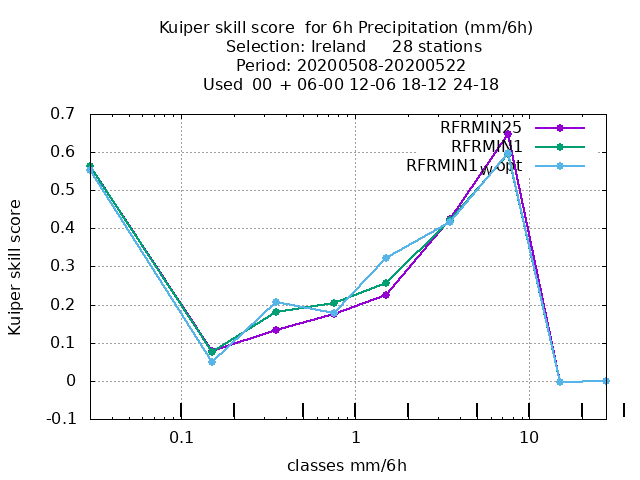 Kuiper skill score  for 6h Precipitation (mm/6h)
Selection: Ireland     28 stations
Period: 20200508-20200522
Used  00  + 06-00 12-06 18-12 24-18
RFRMIN25
RFRMIN1
RFRMIN1wopt
0.7
0.6
0.5
0.4
0.3
0.2
0.1
0
-0.1
Kuiper skill score
0.1 1 10
classes mm/6h